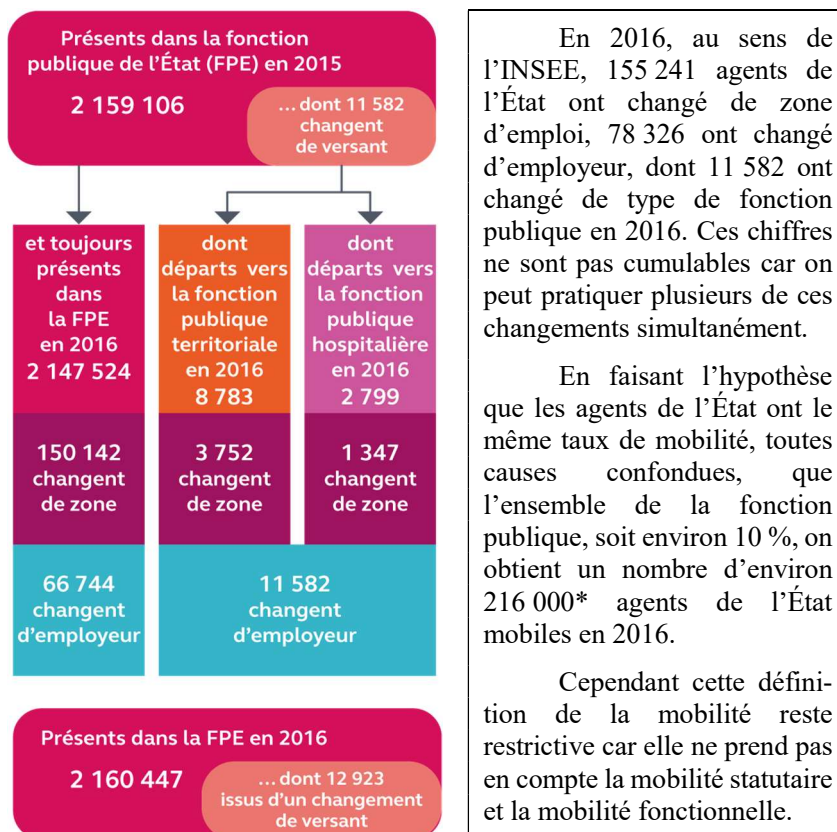 Présents dans la fonction
publique de l'État (FPE) en 2015
2 159 106
... dont 11 582
changent
de versant
et toujours
présents
dans
la FPE
en 2016
2 147 524
dont
départs vers
la fonction
publique
territoriale
en 2016
8 783
dont
départs vers
la fonction
publique
hospitalière
en 2016
2 799
150 142
changent
de zone
3 752
changent
de zone
1 347
changent
de zone
66 744
changent
d'employeur
11 582
changent
d'employeur
Présents dans la FPE en 2016
2 160 447
... dont 12 923
issus d'un changement
de versant
En 2016, au sens de
l'INSEE, 155 241 agents de
l'État ont changé de zone
d'emploi, 78 326 ont changé
d'employeur, dont 11 582 ont
changé de type de fonction
publique en 2016. Ces chiffres
ne sont pas cumulables car on
peut pratiquer plusieurs de ces
changements simultanément.
En faisant l'hypothèse
que les agents de l'État ont le
même taux de mobilité, toutes
causes confondues, que
l'ensemble de la fonction
publique, soit environ 10 %, on
obtient un nombre d'environ
216 000* agents de l'État
mobiles en 2016.
Cependant cette défini-
tion de la mobilité reste
restrictive car elle ne prend pas
en compte la mobilité statutaire
et la mobilité fonctionnelle.